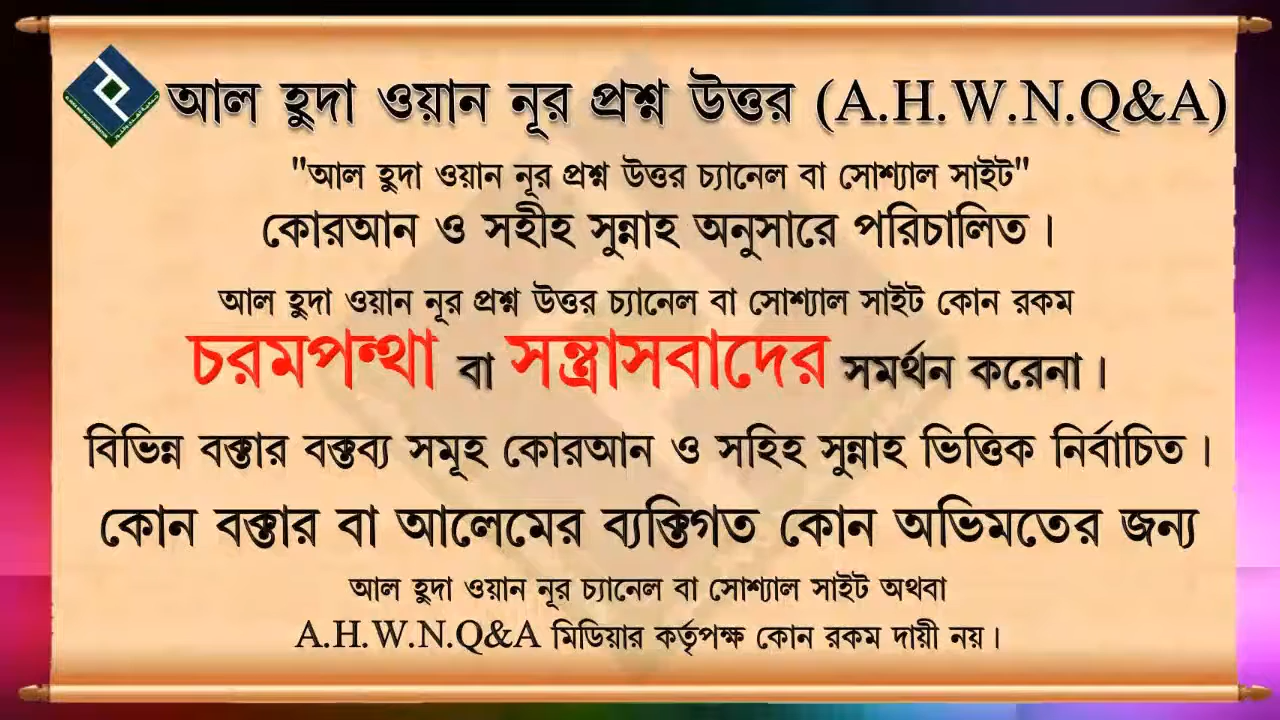 আল হুদা ওয়ান নূর প্রশ্ন উত্তর (A.H.W.N.Q&A)
"আল হুদা ওয়ান নূর প্রশ্ন উত্তর চ্যানেল বা সোশ্যাল সাইট"
কোরআন ও সহীহ সুন্নাহ অনুসারে পরিচালিত।
আল হুদা ওয়ান নূর প্রশ্ন উত্তর চ্যানেল বা সোশ্যাল সাইট কোন রকম
চরমপন্থা বা সন্ত্রাসবাদের সমর্থন করেনা।
বিভিন্ন বক্তার বক্তব্য সমূহ কোরআন ও সহিহ সুন্নাহ ভিত্তিক নির্বাচিত।
কোন বক্তার বা আলেমের ব্যক্তিগত কোন অভিমতের জন্য
আল হুদা ওয়ান নূর চ্যানেল বা সোশ্যাল সাইট অথবা
A.H.W.N.Q&A মিডিয়ার কর্তৃপক্ষ কোন রকম দায়ী নয়।